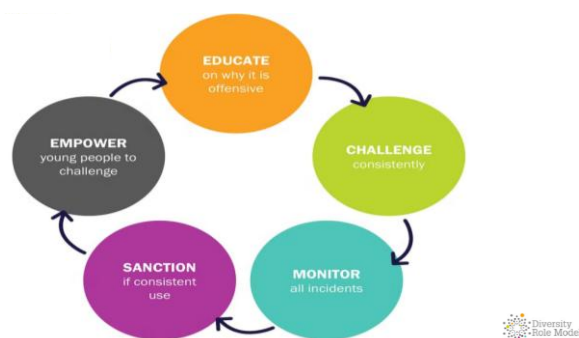 EDUCATE
on why it is
offensive
CHALLENGE
consistently
MONITOR
all incidents
SANCTION
if consistent
use
EMPOWER
young people to
challenge
Diversity
Role Mode